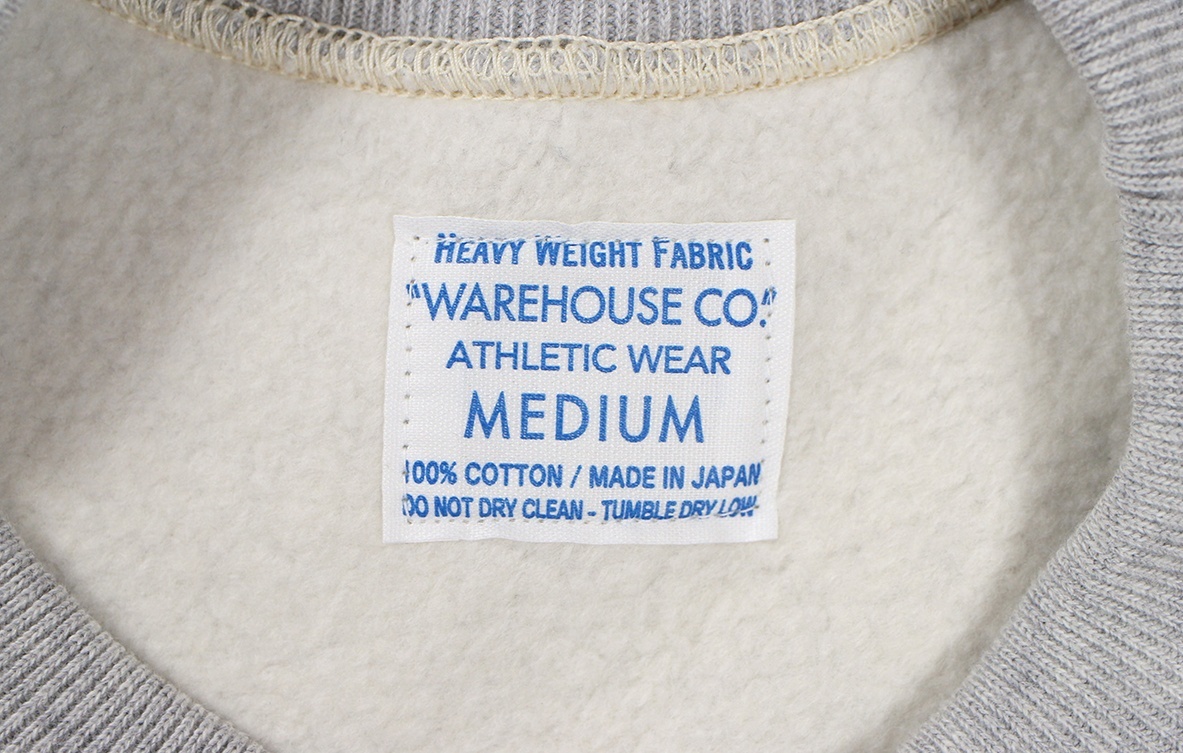 HEAVY WEIGHT FABRIC
"WAREHOUSE CO."
ATHLETIC WEAR
MEDIUM
100% COTTON / MADE IN JAPAN
DO NOT DRY CLEAN - TUMBLE DRY LOW-